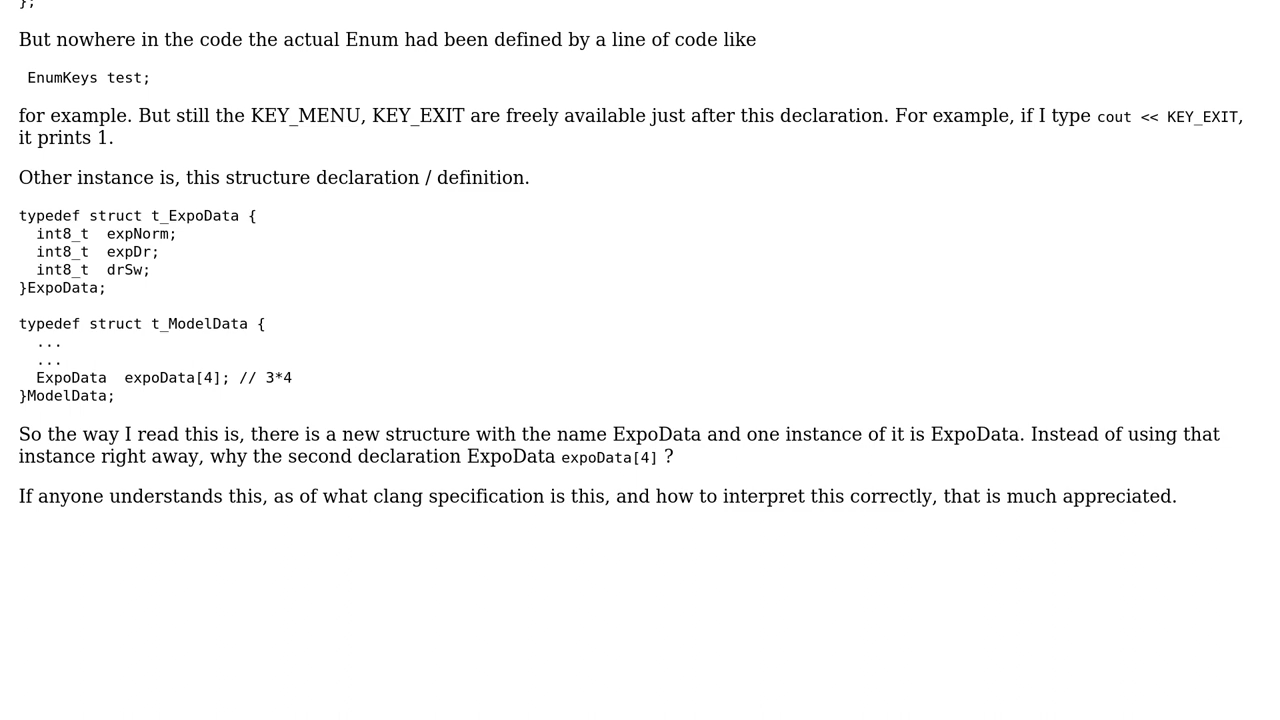 };
But nowhere in the code the actual Enum had been defined by a line of code like
EnumKeys test;
for example. But still the KEY_MENU, KEY_EXIT are freely available just after this declaration. For example, if I type cout << KEY_EXIT,
it prints 1.
Other instance is, this structure declaration / definition.
typedef struct t_ExpoData {
  int8_t  expNorm;
  int8_t  expDr;
  int8_t  drSw;
}ExpoData;
typedef struct t_ModelData {
  ...
  ...
  ExpoData  expoData[4]; // 3*4
}ModelData;
So the way I read this is, there is a new structure with the name ExpoData and one instance of it is ExpoData. Instead of using that
instance right away, why the second declaration ExpoData expoData[4] ?
If anyone understands this, as of what clang specification is this, and how to interpret this correctly, that is much appreciated.